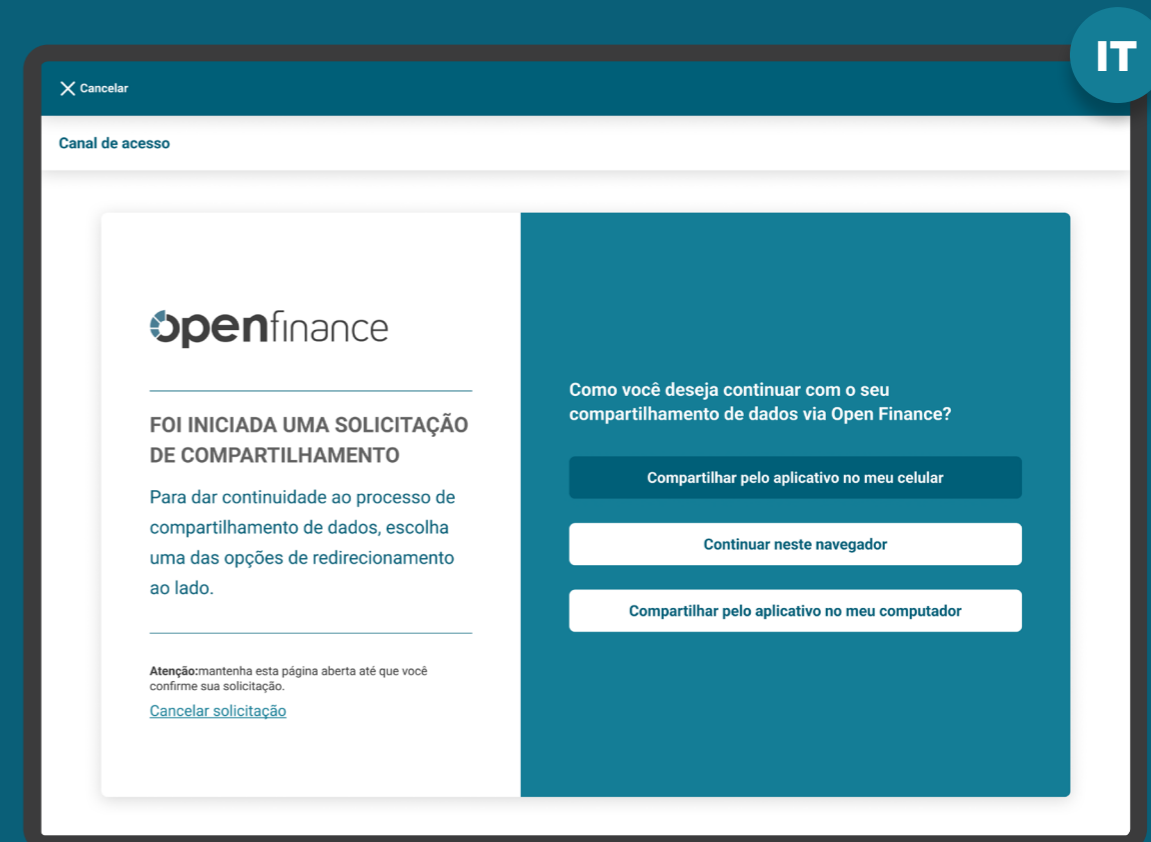 IT
Cancelar
Canal de acesso
openfinance
FOI INICIADA UMA SOLICITAÇÃO
DE COMPARTILHAMENTO
Para dar continuidade ao processo de
compartilhamento de dados, escolha
uma das opções de redirecionamento
ao lado.
Atenção:mantenha esta página aberta até que você
confirme sua solicitação.
Cancelar solicitação
Como você deseja continuar com o seu
compartilhamento de dados via Open Finance?
Compartilhar pelo aplicativo no meu celular
Continuar neste navegador
Compartilhar pelo aplicativo no meu computador